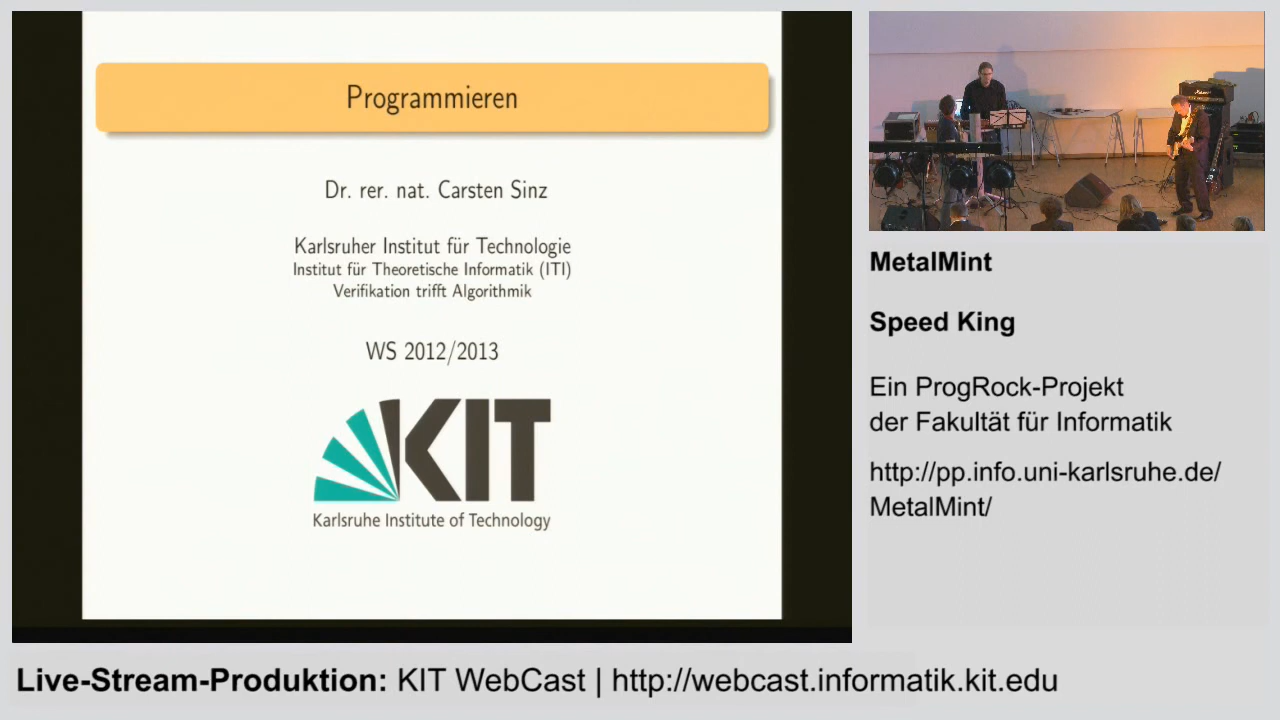 Programmieren
Dr. rer. nat. Carsten Sinz
Karlsruher Institut für Technologie
Institut für Theoretische Informatik (ITI)
Verifikation trifft Algorithmik
WS 2012/2013
KIT
Karlsruhe Institute of Technology
MetalMint
Speed King
Ein ProgRock-Projekt
der Fakultät für Informatik
http://pp.info.uni-karlsruhe.de/
MetalMint/
Live-Stream-Produktion: KIT WebCast | http://webcast.informatik.kit.edu